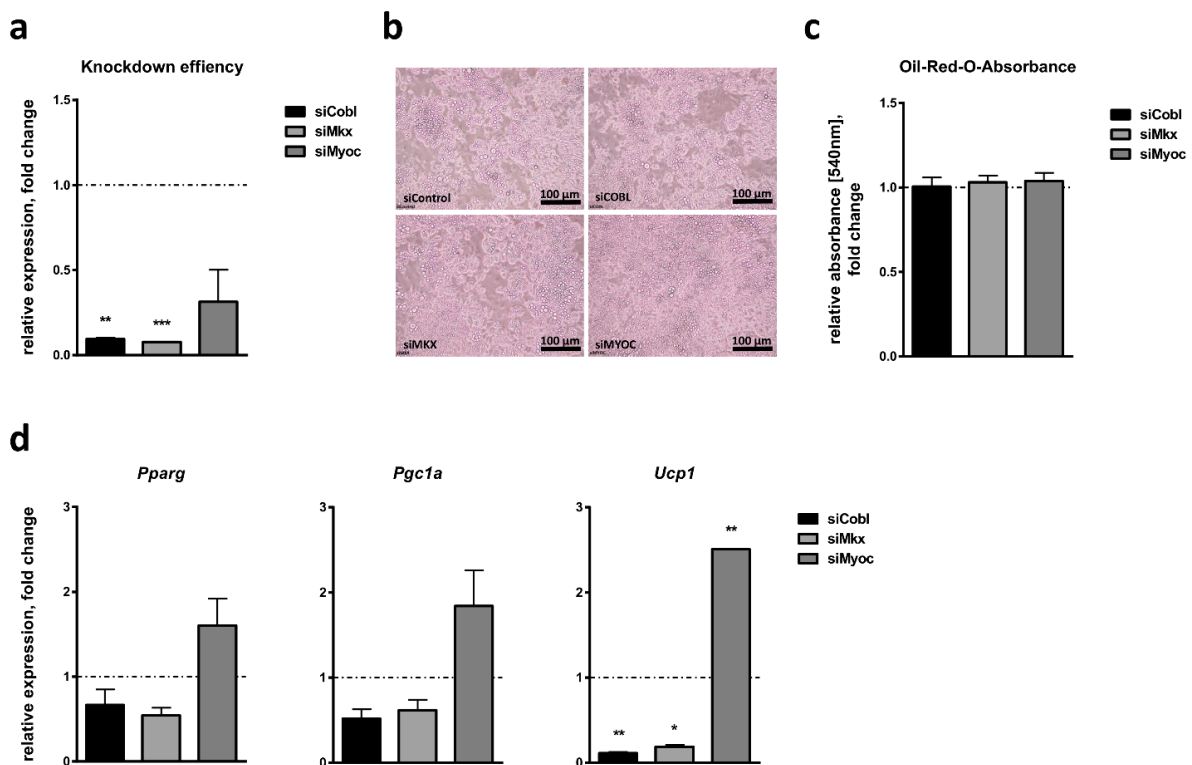 a
Knockdown effiency
relative expression, fold change
1.5
1.0
0.5
0.0
**
***
siCobl
siMkx
siMyoc
b
siControl
100 µm
siCOBL
100 µm
siMKX
100 µm
siMYOC
100 µm
c
Oil-Red-O-Absorbance
relative absorbance [540nm],
fold change
1.5
1.0
0.5
0.0
siCobl
siMkx
siMyoc
d
Pparg
relative expression, fold change
3
2
1
0
Pgc1a
3
2
1
0
Ucp1
3
2
1
0
**
*
**
siCobl
siMkx
siMyoc